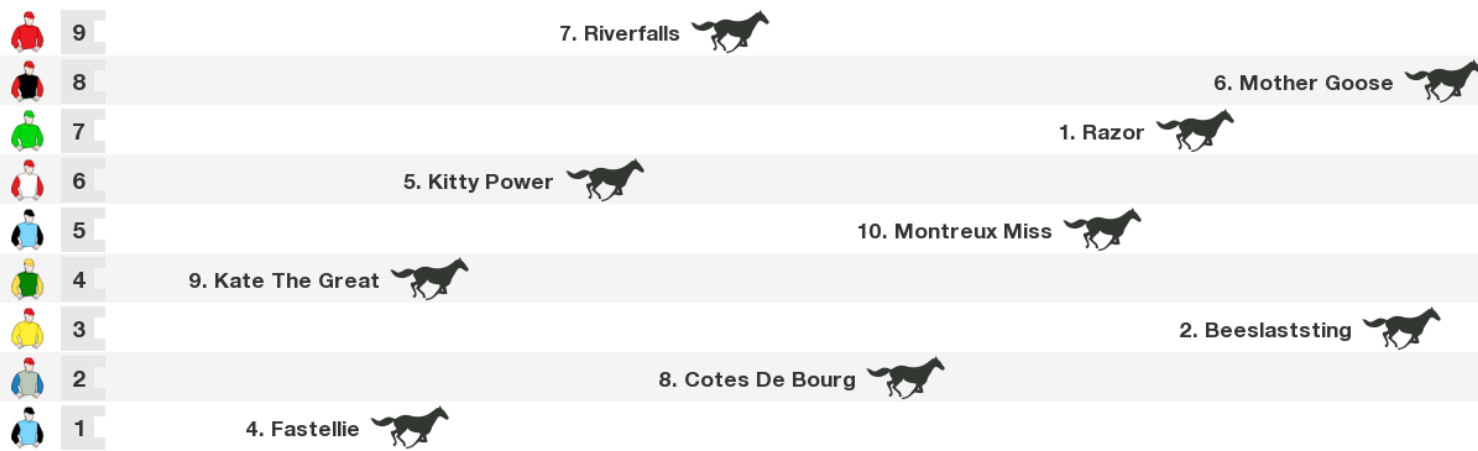 9 7. Riverfalls
8 6. Mother Goose
7 1. Razor
6 5. Kitty Power
5 10. Montreux Miss
4 9. Kate The Great
3 2. Beeslaststing
2 8. Cotes De Bourg
1 4. Fastellie